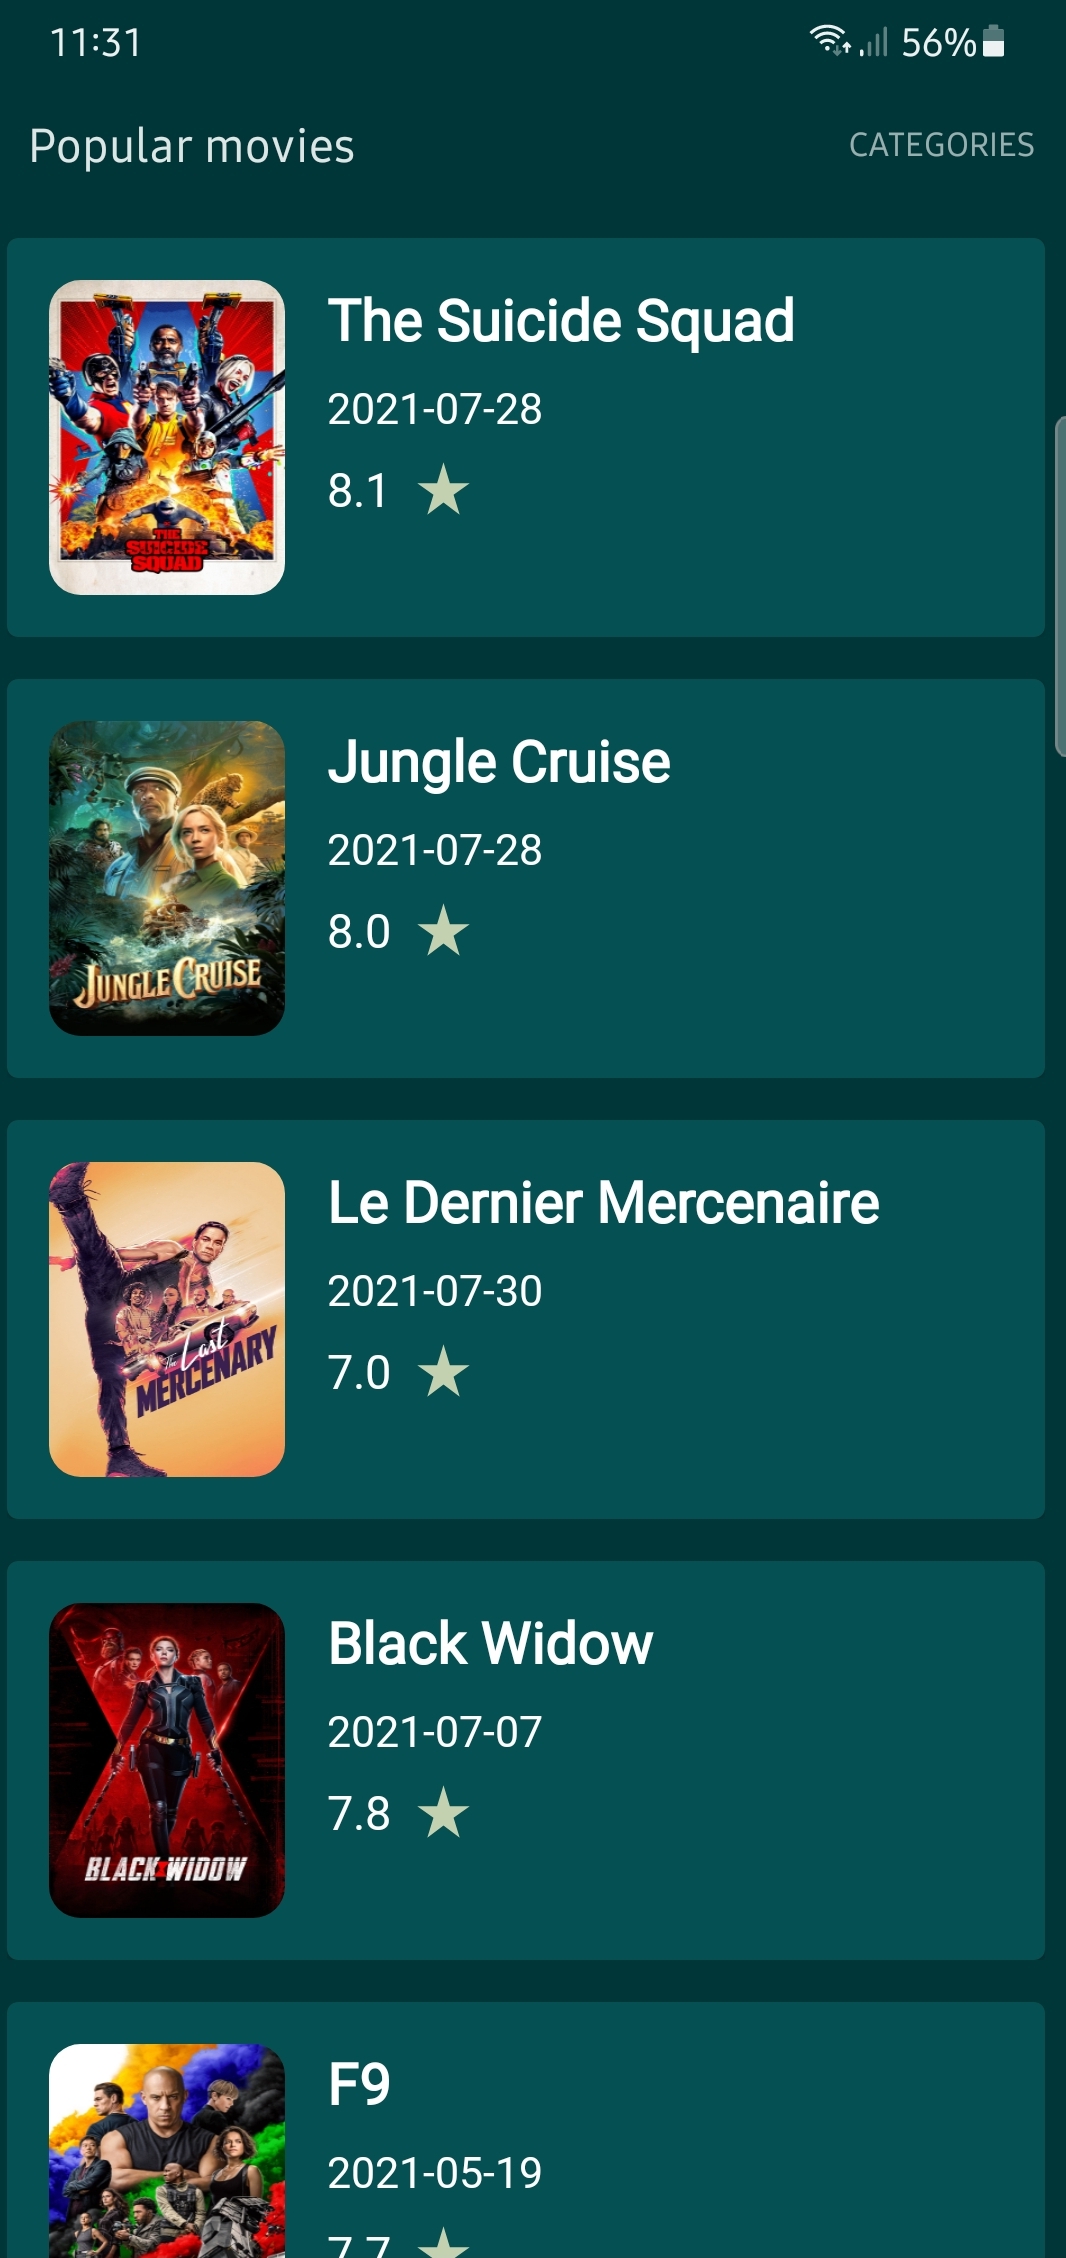 11:31 56%
Popular movies CATEGORIES
The Suicide Squad
2021-07-28
8.1
THE
SUICIDE
SQUAD
Jungle Cruise
2021-07-28
8.0
JUNGLE CRUISE
Le Dernier Mercenaire
2021-07-30
7.0
The Last
MERCENARY
Black Widow
2021-07-07
7.8
BLACK WIDOW
F9
2021-05-19
7.7